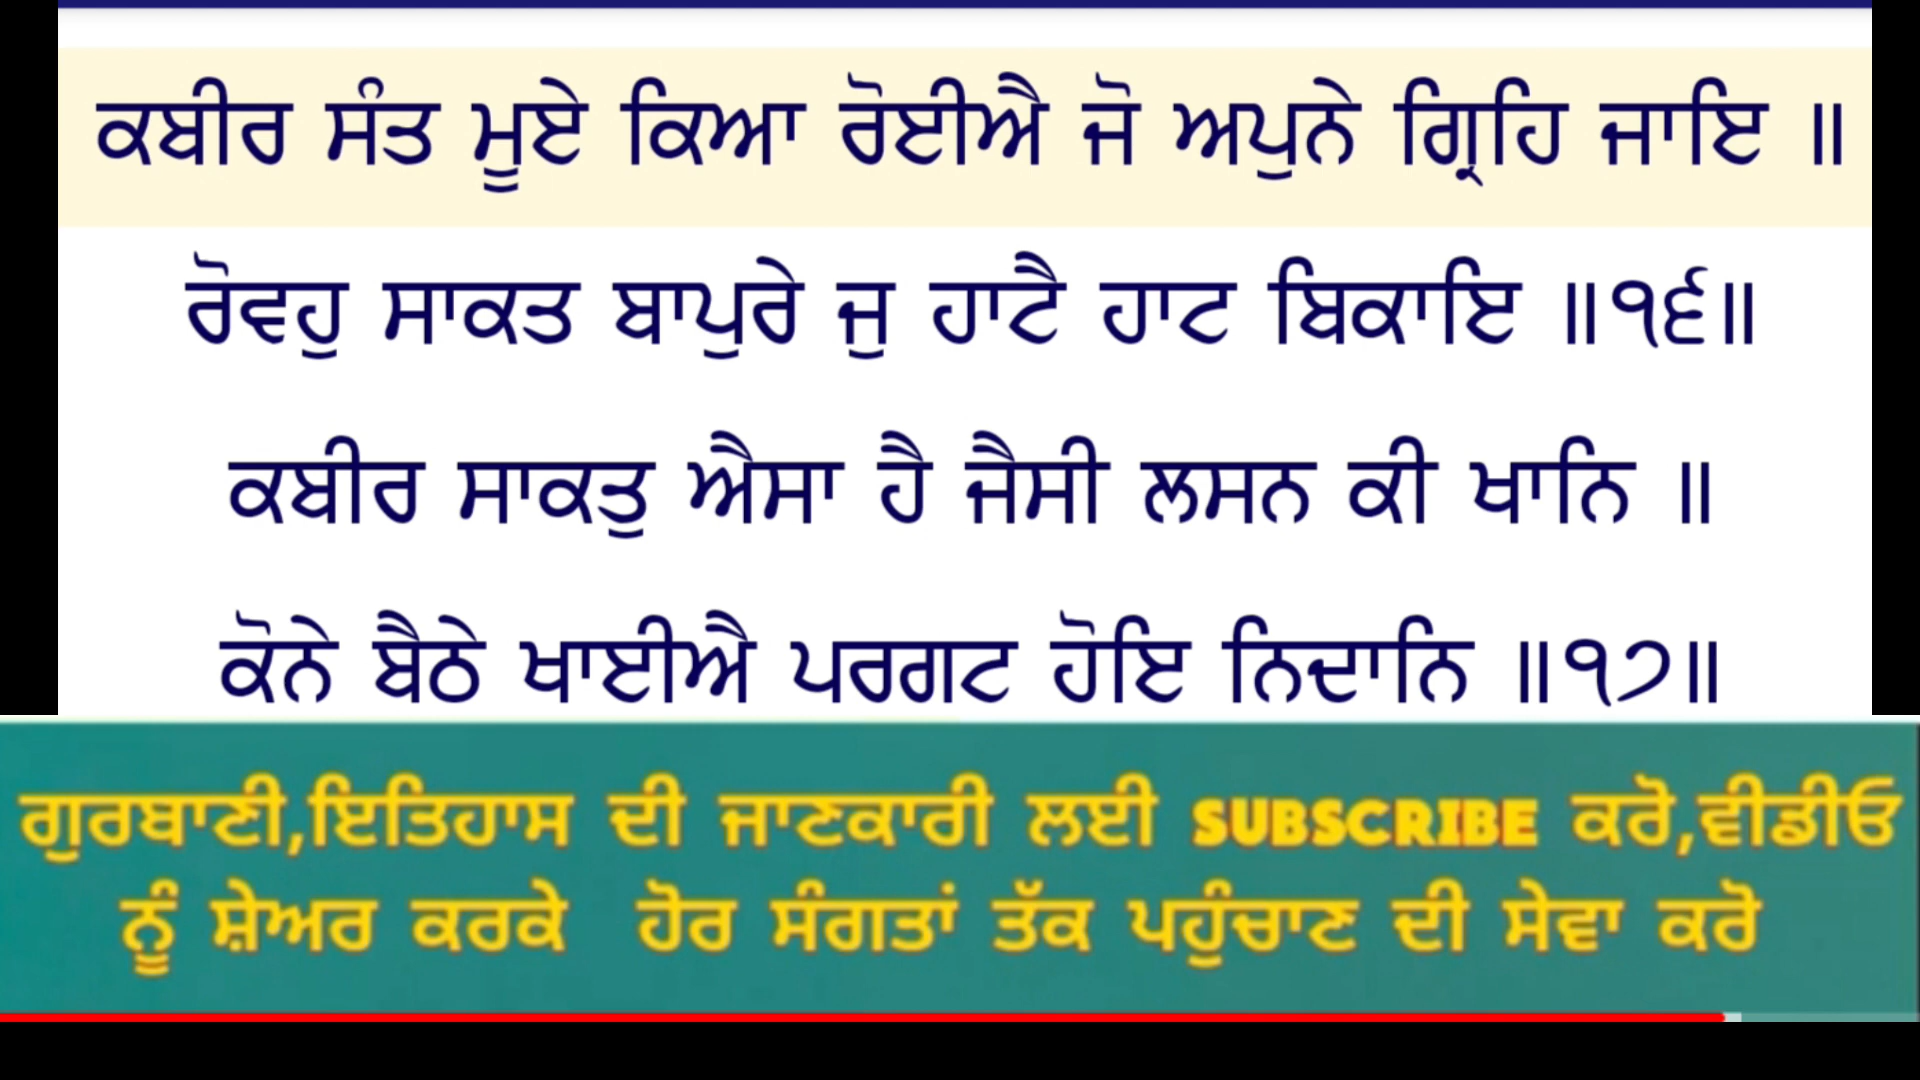 ਕਬੀਰ ਸੰਤ ਮੂਏ ਕਿਆ ਰੋਈਐ ਜੋ ਅਪੁਨੇ ਗ੍ਰਿਹਿ ਜਾਇ ॥
ਰੋਵਹੁ ਸਾਕਤ ਬਾਪੁਰੇ ਜੁ ਹਾਟੈ ਹਾਟ ਬਿਕਾਇ ॥੧੬॥
ਕਬੀਰ ਸਾਕਤੁ ਐਸਾ ਹੈ ਜੈਸੀ ਲਸਨ ਕੀ ਖਾਨਿ ॥
ਕੋਨੇ ਬੈਠੇ ਖਾਈਐ ਪਰਗਟ ਹੋਇ ਨਿਦਾਨਿ ॥੧੭॥
ਗੁਰਬਾਣੀ,ਇਤਿਹਾਸ ਦੀ ਜਾਣਕਾਰੀ ਲਈ SUBSCRIBE ਕਰੋ,ਵੀਡੀਓ
ਨੂੰ ਸ਼ੇਅਰ ਕਰਕੇ ਹੋਰ ਸੰਗਤਾਂ ਤੱਕ ਪਹੁੰਚਾਣ ਦੀ ਸੇਵਾ ਕਰੋ